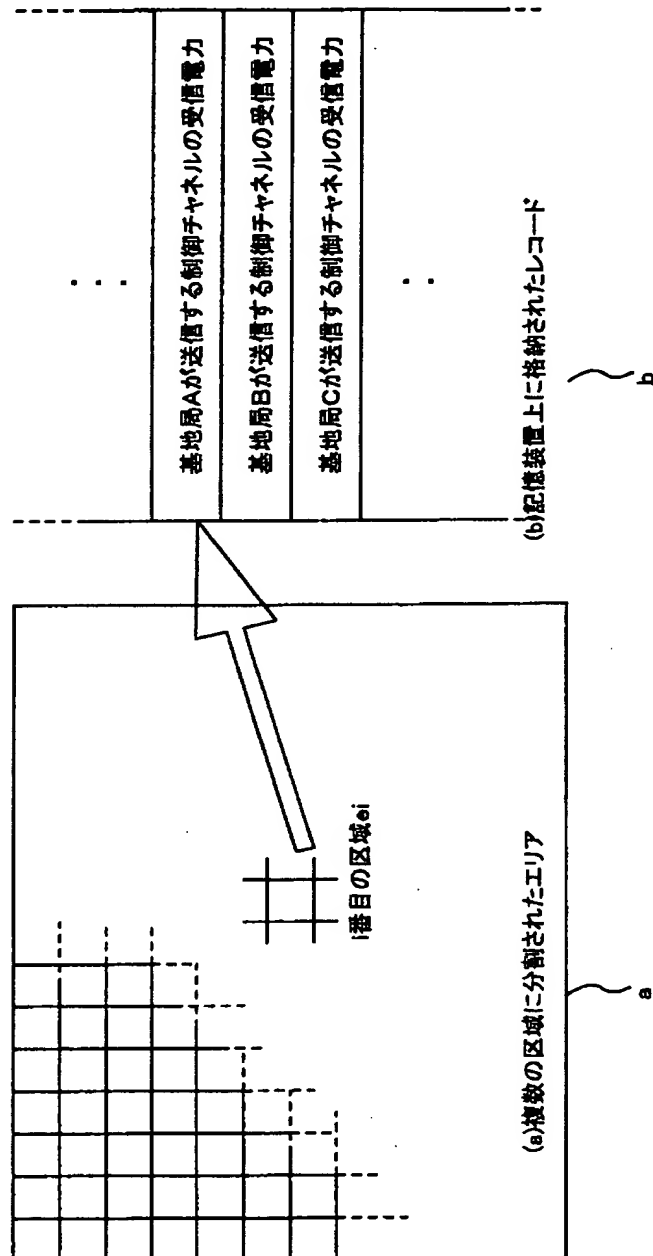 i番目の区域ei
(a)複数の区域に分割されたエリア
a
基地局Aが送信する制御チャネルの受信電力
基地局Bが送信する制御チャネルの受信電力
基地局Cが送信する制御チャネルの受信電力
(b)記憶装置上に格納されたレコード
b